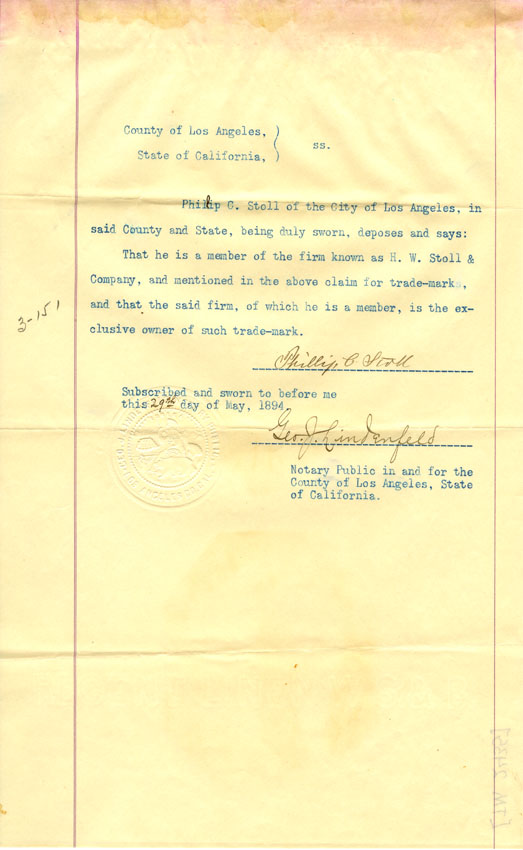 County of Los Angeles, )
State of California, ) ss.
Phillip C. Stoll of the City of Los Angeles, in
said County and State, being duly sworn, deposes and says:
That he is a member of the firm known as H. W. Stoll &
Company, and mentioned in the above claim for trade-mark,
and that the said firm, of which he is a member, is the ex-
clusive owner of such trade-mark.
3-151
Phillip C Stoll
Subscribed and sworn to before me
this 29th day of May, 1894.
Geo. J. Lindenfeld
Notary Public in and for the
County of Los Angeles, State
of California.